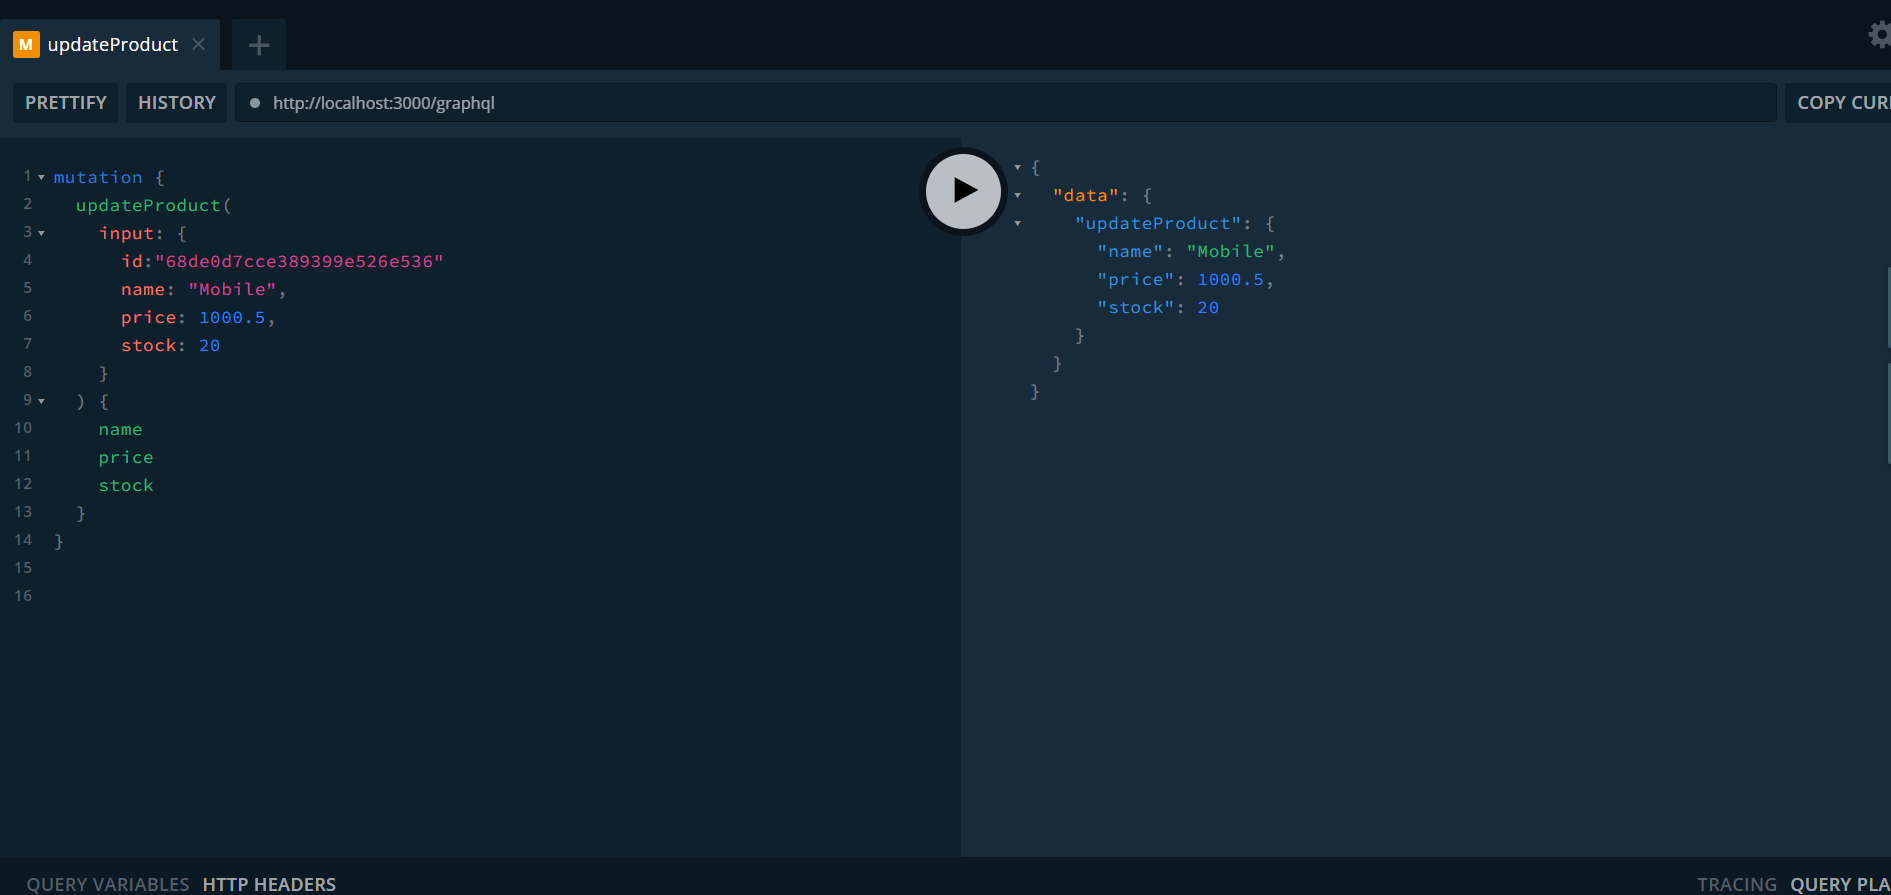 M updateProduct
PRETTIFY HISTORY http://localhost:3000/graphql COPY CUR
1 mutation {
2 updateProduct(
3 input: {
4 id:"68de0d7cce389399e526e536"
5 name: "Mobile",
6 price: 1000.5,
7 stock: 20
8 }
9 ) {
10 name
11 price
12 stock
13 }
14 }
15
16
{
"data": {
"updateProduct": {
"name": "Mobile",
"price": 1000.5,
"stock": 20
}
}
}
QUERY VARIABLES HTTP HEADERS TRACING QUERY PLA